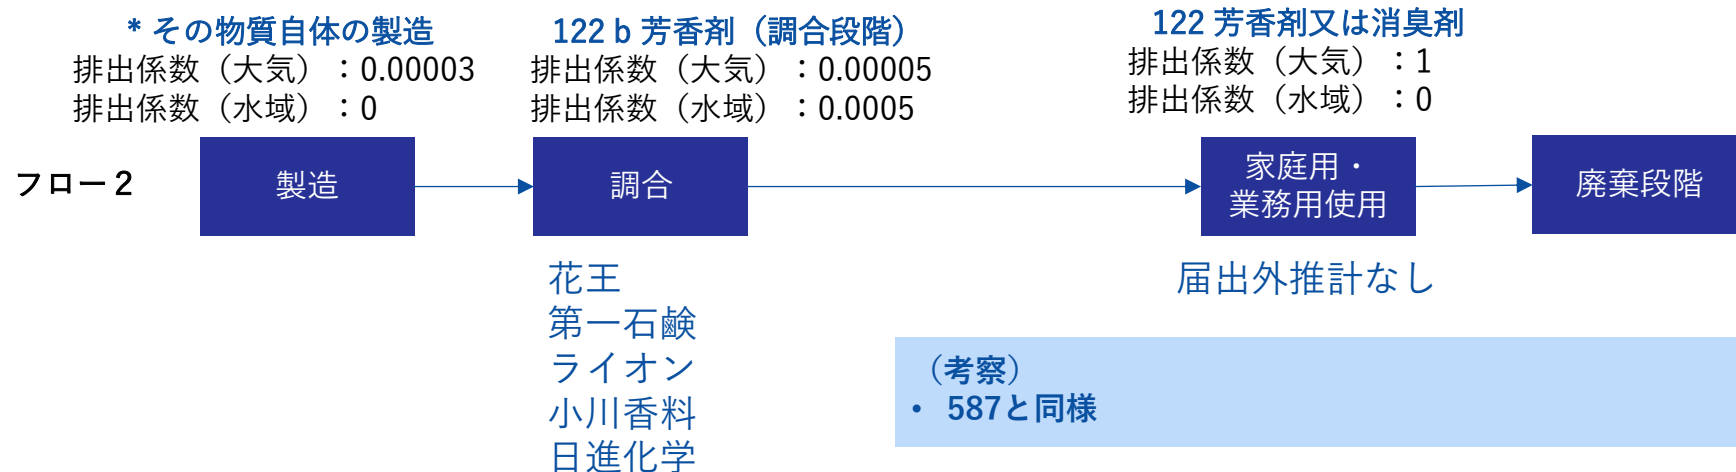 * その物質自体の製造
排出係数（大気）：0.00003
排出係数（水域）：0
122 b 芳香剤（調合段階）
排出係数（大気）：0.00005
排出係数（水域）：0.0005
122 芳香剤又は消臭剤
排出係数（大気）：1
排出係数（水域）：0
フロー２
製造
調合
家庭用・
業務用使用
廃棄段階
花王
第一石鹸
ライオン
小川香料
日進化学
届出外推計なし
（考察）
• 587と同様